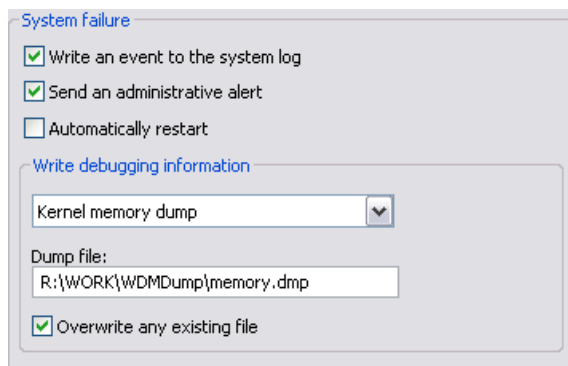 System failure
Write an event to the system log
Send an administrative alert
Automatically restart
Write debugging information
Kernel memory dump
Dump file:
R:\WORK\WDMDump\memory.dmp
Overwrite any existing file